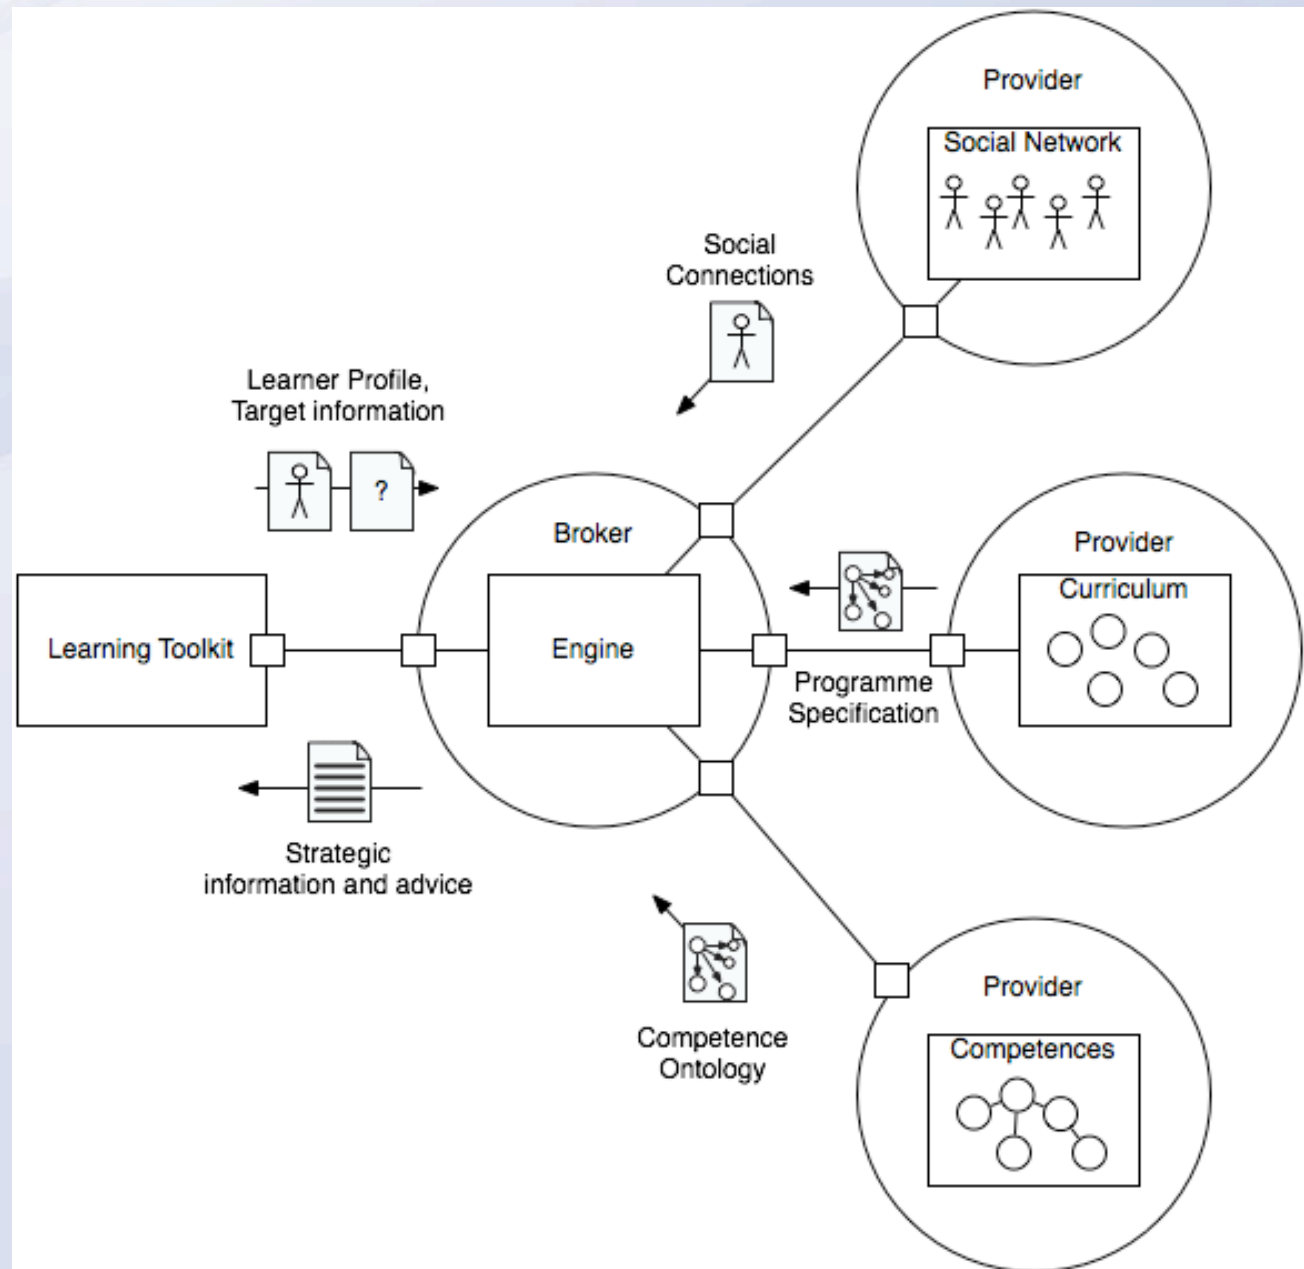 Provider
Social Network
Social
Connections
Learner Profile,
Target information
?
Broker
Provider
Curriculum
Learning Toolkit
Engine
Programme
Specification
Strategic
information and advice
Provider
Competence
Ontology
Competences